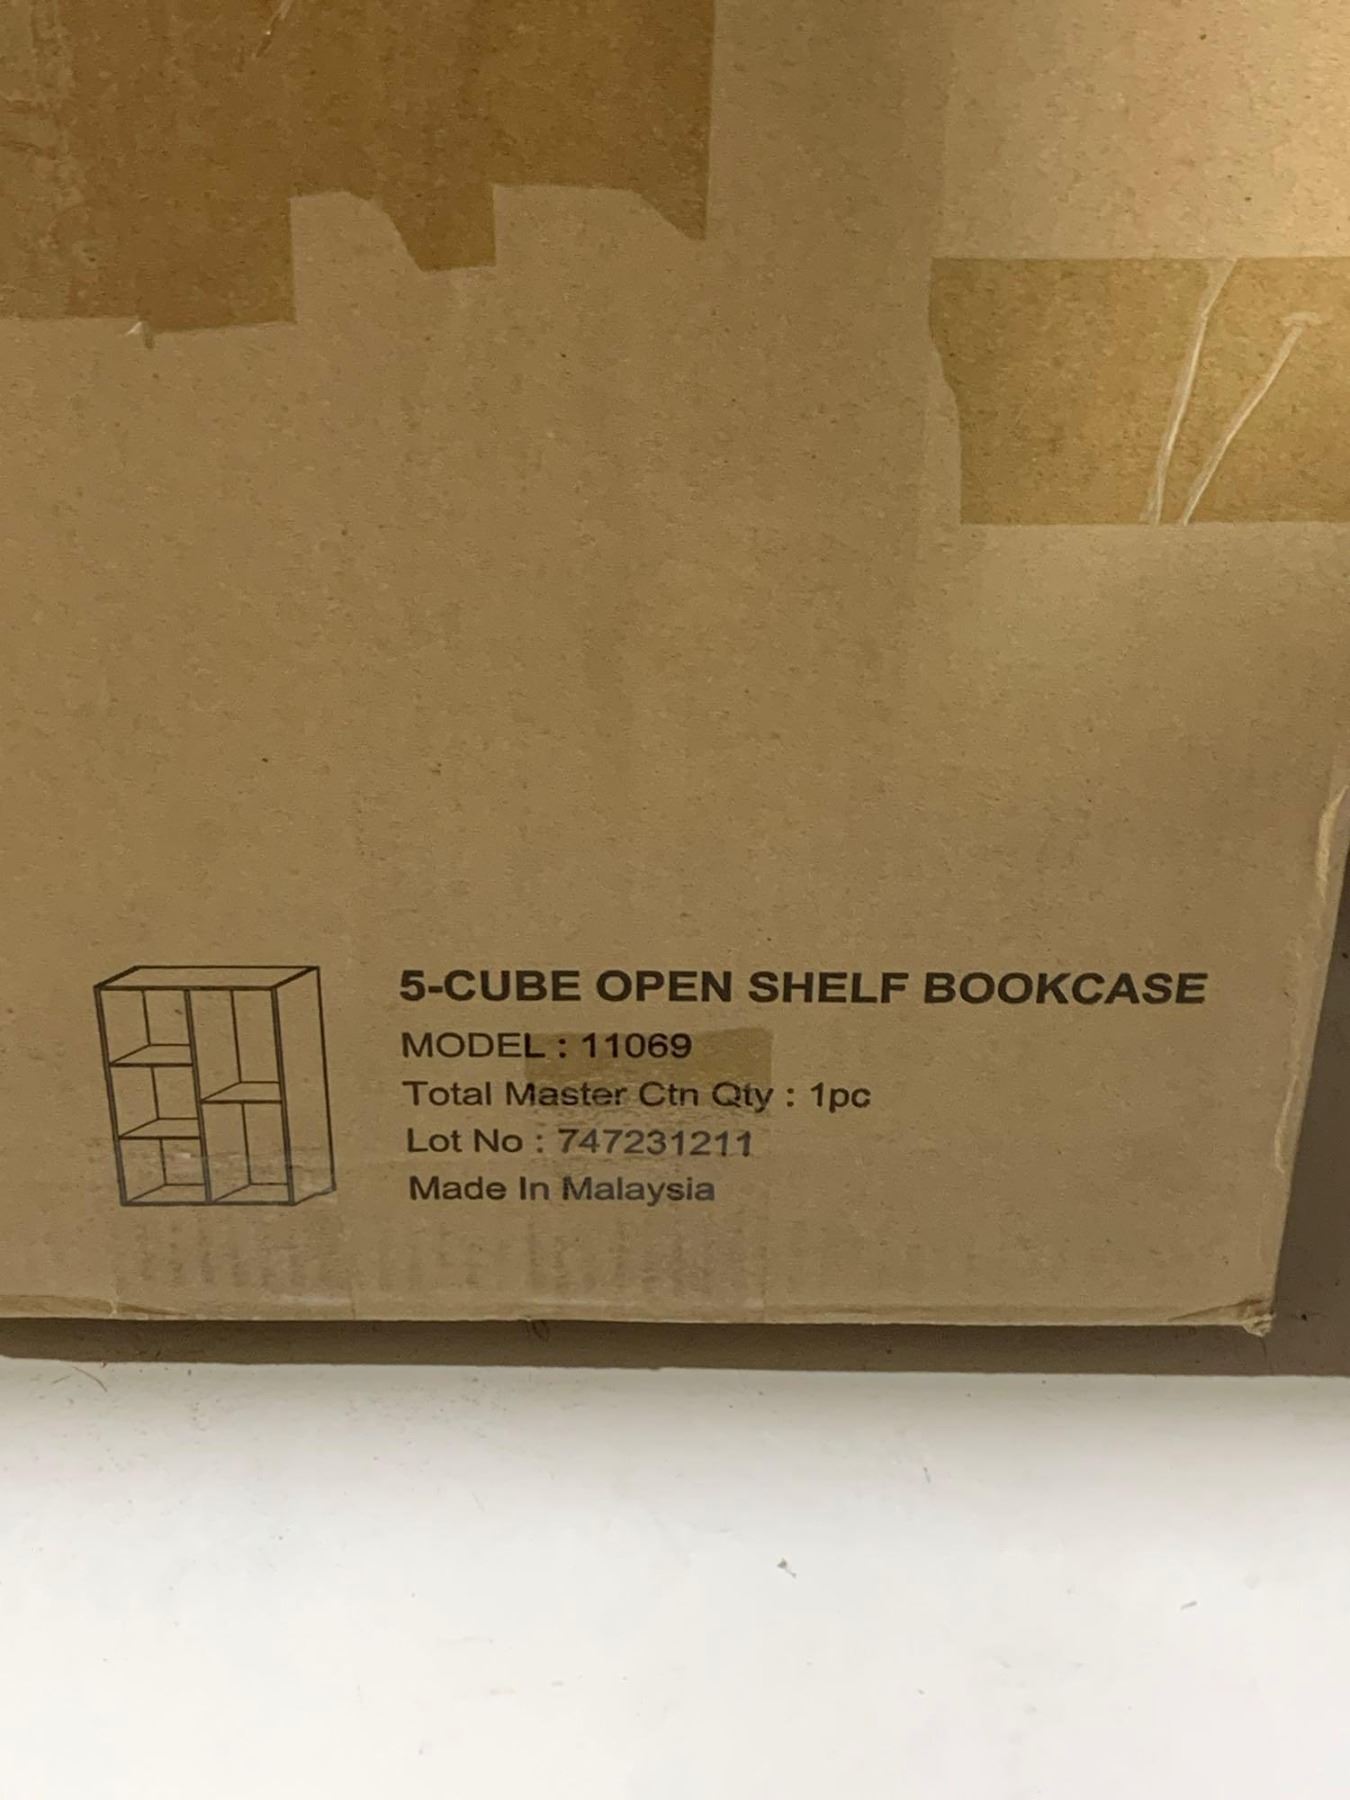 5-CUBE OPEN SHELF BOOKCASE
MODEL : 11069
Total Master Ctn Qty : 1pc
Lot No : 747231211
Made In Malaysia